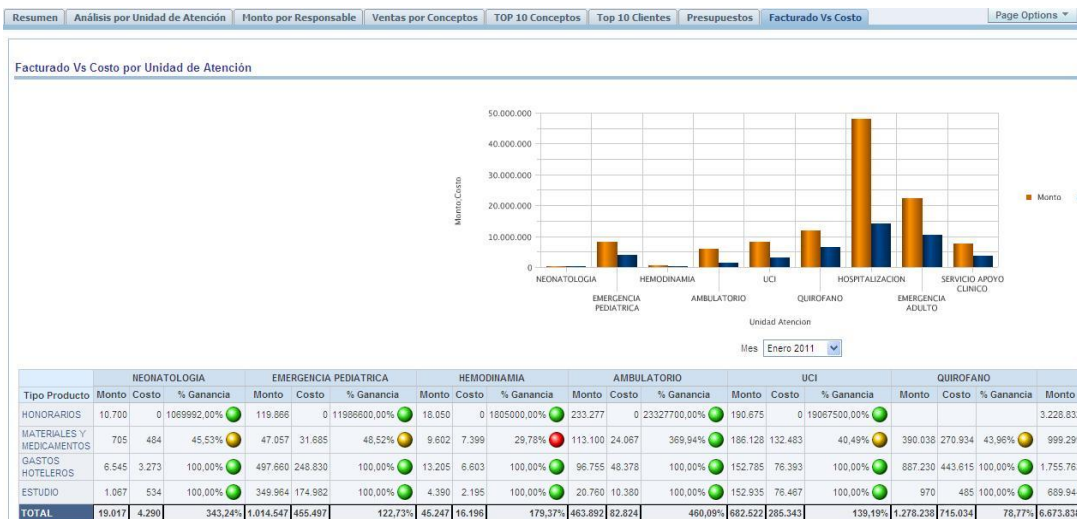 Resumen Análisis por Unidad de Atención Monto por Responsable Ventas por Conceptos TOP 10 Conceptos Top 10 Clientes Presupuestos Facturado Vs Costo Page Options
Facturado Vs Costo por Unidad de Atención
50.000.000
40.000.000
30.000.000
20.000.000
10.000.000
0
Monto,Costo
Monto
NEONATOLOGIA HEMODINAMIA UCI HOSPITALIZACION SERVICIO APOYO CLINICO
EMERGENCIA PEDIATRICA AMBULATORIO QUIROFANO EMERGENCIA ADULTO
Unidad Atencion
Mes Enero 2011
NEONATOLOGIA EMERGENCIA PEDIATRICA HEMODINAMIA AMBULATORIO UCI QUIROFANO
Tipo Producto Monto Costo % Ganancia Monto Costo % Ganancia Monto Costo % Ganancia Monto Costo % Ganancia Monto Costo % Ganancia Monto Costo % Ganancia Monto
HONORARIOS 10.700 0 1069992,00% 119.866 0 11986600,00% 18.050 0 1805000,00% 233.277 0 23327700,00% 190.675 0 19067500,00% 3.228.83
MATERIALES Y MEDICAMENTOS 705 484 45,53% 47.057 31.685 48,52% 9.602 7.399 29,78% 113.100 24.067 369,94% 186.128 132.483 40,49% 390.038 270.934 43,96% 999.29
GASTOS HOTELEROS 6.545 3.273 100,00% 497.660 248.830 100,00% 13.205 6.603 100,00% 96.755 48.378 100,00% 152.785 76.393 100,00% 887.230 443.615 100,00% 1.755.76
ESTUDIO 1.067 534 100,00% 349.964 174.982 100,00% 4.390 2.195 100,00% 20.760 10.380 100,00% 152.935 76.467 100,00% 970 485 100,00% 689.94
TOTAL 19.017 4.290 343,24% 1.014.547 455.497 122,73% 45.247 16.196 179,37% 463.892 82.824 460,09% 682.522 285.343 139,19% 1.278.238 715.034 78,77% 6.673.838